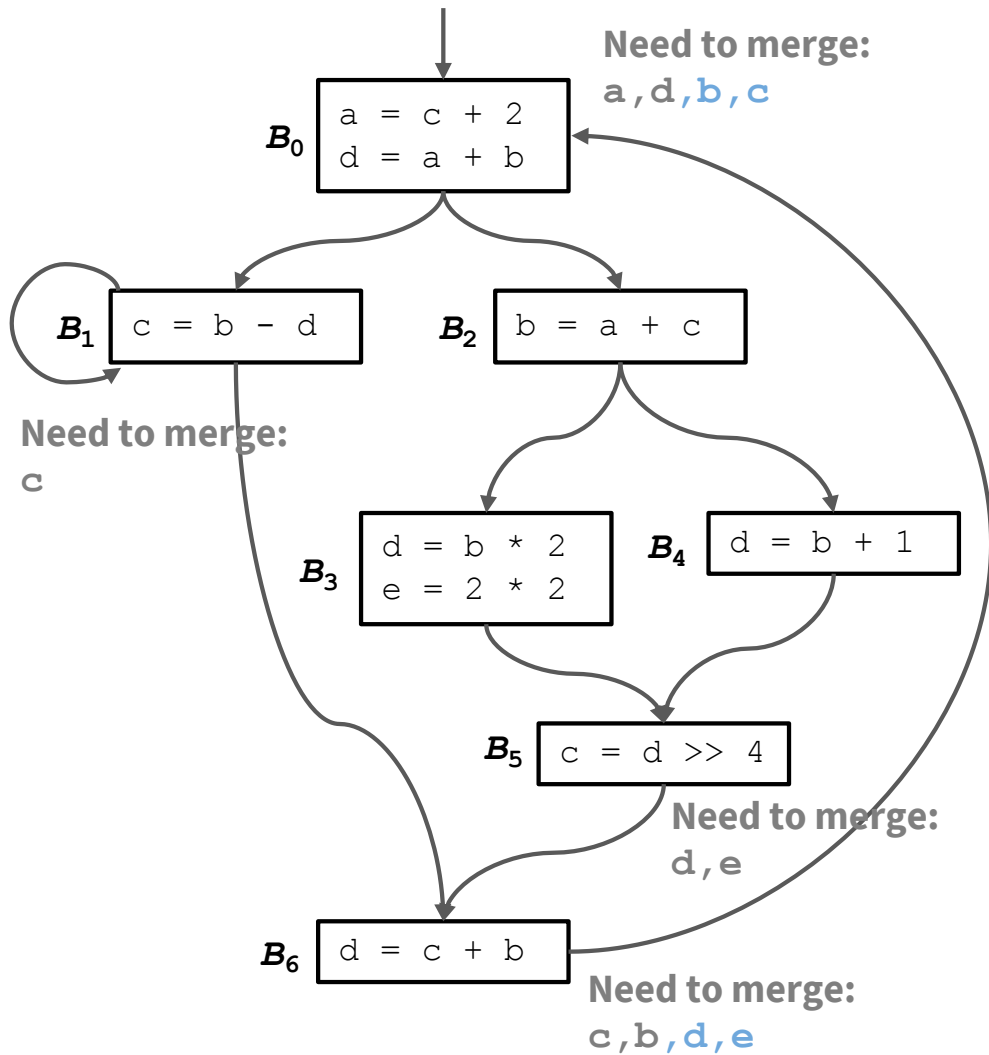 Need to merge:
a,d,b,c
B0
a = c + 2
d = a + b
B1
c = b - d
B2
b = a + c
Need to merge:
c
B3
d = b * 2
e = 2 * 2
B4
d = b + 1
B5
c = d >> 4
Need to merge:
d,e
B6
d = c + b
Need to merge:
c,b,d,e